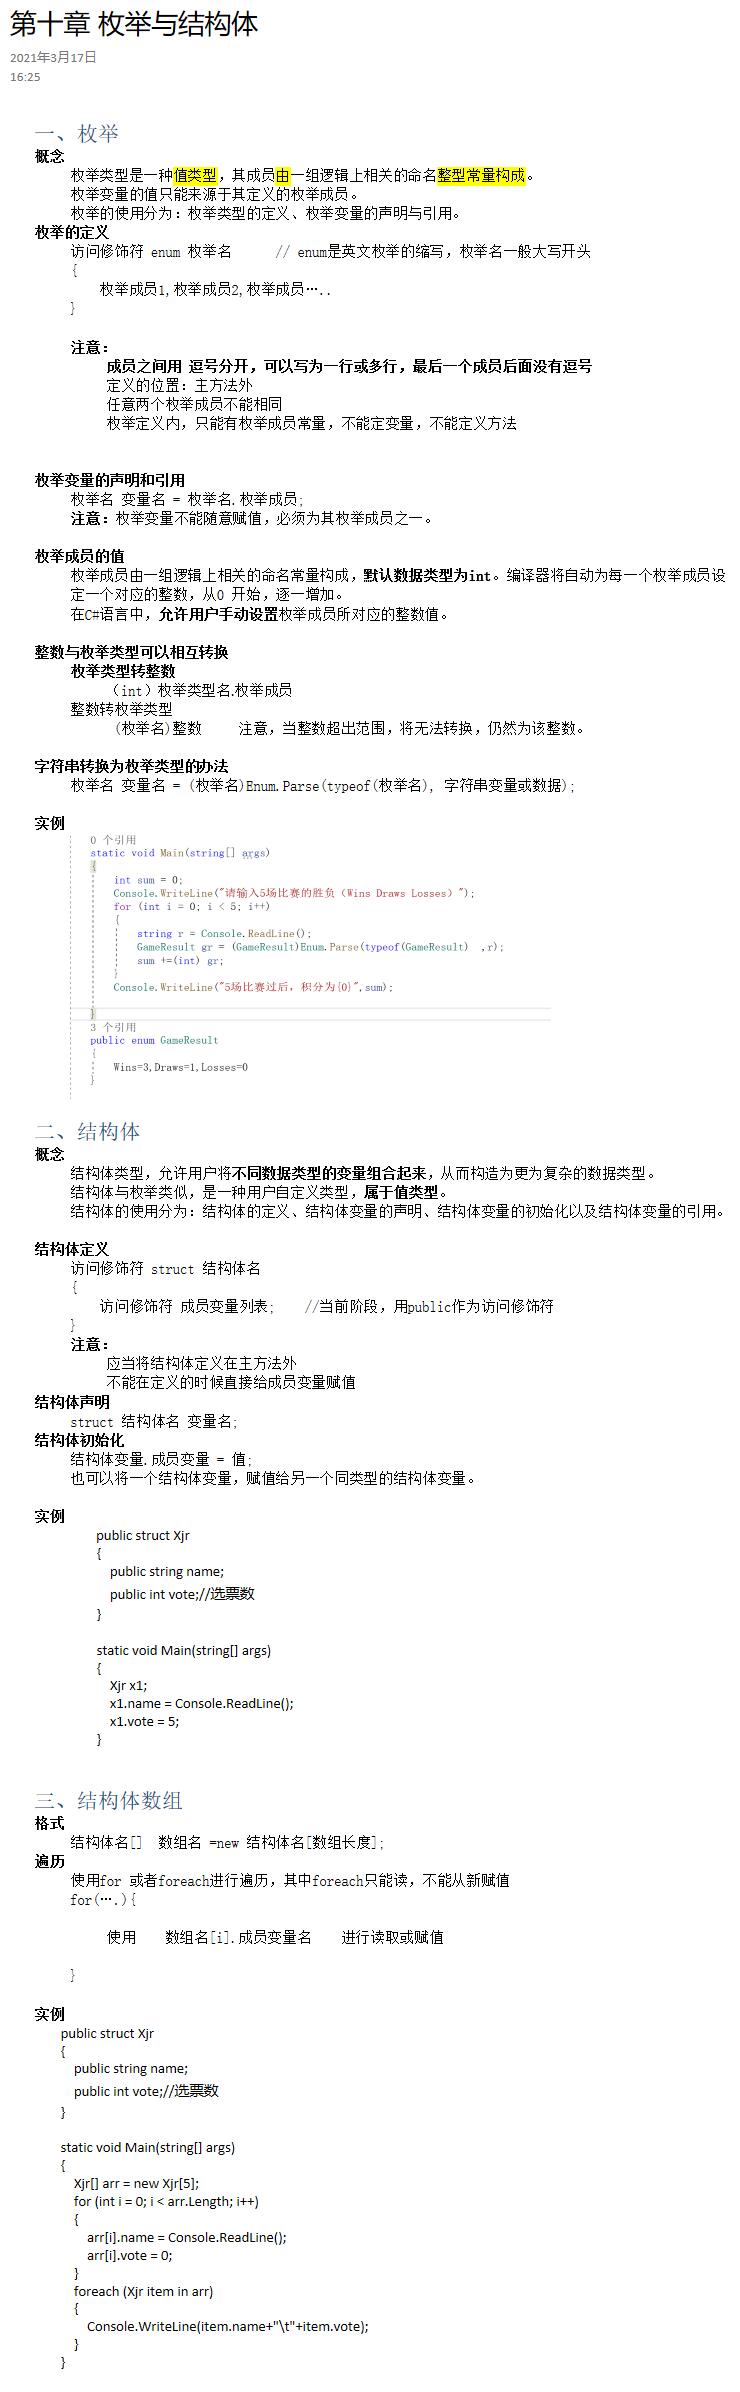 第十章 枚举与结构体
2021年3月17日
16:25
一、枚举
概念
枚举类型是一种值类型，其成员由一组逻辑上相关的命名整型常量构成。
枚举变量的值只能来源于其定义的枚举成员。
枚举的使用分为：枚举类型的定义、枚举变量的声明与引用。
枚举的定义
访问修饰符 enum 枚举名 // enum是英文枚举的缩写，枚举名一般大写开头
{
枚举成员1,枚举成员2,枚举成员…..
}
注意：
成员之间用 逗号分开，可以写为一行或多行，最后一个成员后面没有逗号
定义的位置：主方法外
任意两个枚举成员不能相同
枚举定义内，只能有枚举成员常量，不能定变量，不能定义方法
枚举变量的声明和引用
枚举名 变量名 = 枚举名.枚举成员;
注意：枚举变量不能随意赋值，必须为其枚举成员之一。
枚举成员的值
枚举成员由一组逻辑上相关的命名常量构成，默认数据类型为int。编译器将自动为每一个枚举成员设
定一个对应的整数，从0 开始，逐一增加。
在C#语言中，允许用户手动设置枚举成员所对应的整数值。
整数与枚举类型可以相互转换
枚举类型转整数
（int）枚举类型名.枚举成员
整数转枚举类型
(枚举名)整数 注意，当整数超出范围，将无法转换，仍然为该整数。
字符串转换为枚举类型的办法
枚举名 变量名 = (枚举名)Enum.Parse(typeof(枚举名), 字符串变量或数据);
实例
0 个引用
static void Main(string[] args)
{
int sum = 0;
Console.WriteLine("请输入5场比赛的胜负（Wins Draws Losses）");
for (int i = 0; i < 5; i++)
{
string r = Console.ReadLine();
GameResult gr = (GameResult)Enum.Parse(typeof(GameResult) ,r);
sum +=(int) gr;
}
Console.WriteLine("5场比赛过后，积分为{0}",sum);
}
3 个引用
public enum GameResult
{
Wins=3,Draws=1,Losses=0
}
二、结构体
概念
结构体类型，允许用户将不同数据类型的变量组合起来，从而构造为更为复杂的数据类型。
结构体与枚举类似，是一种用户自定义类型，属于值类型。
结构体的使用分为：结构体的定义、结构体变量的声明、结构体变量的初始化以及结构体变量的引用。
结构体定义
访问修饰符 struct 结构体名
{
访问修饰符 成员变量列表; //当前阶段，用public作为访问修饰符
}
注意：
应当将结构体定义在主方法外
不能在定义的时候直接给成员变量赋值
结构体声明
struct 结构体名 变量名;
结构体初始化
结构体变量.成员变量 = 值;
也可以将一个结构体变量，赋值给另一个同类型的结构体变量。
实例
public struct Xjr
{
public string name;
public int vote;//选票数
}
static void Main(string[] args)
{
Xjr x1;
x1.name = Console.ReadLine();
x1.vote = 5;
}
三、结构体数组
格式
结构体名[] 数组名 =new 结构体名[数组长度];
遍历
使用for 或者foreach进行遍历，其中foreach只能读，不能从新赋值
for(….){
使用 数组名[i].成员变量名 进行读取或赋值
}
实例
public struct Xjr
{
public string name;
public int vote;//选票数
}
static void Main(string[] args)
{
Xjr[] arr = new Xjr[5];
for (int i = 0; i < arr.Length; i++)
{
arr[i].name = Console.ReadLine();
arr[i].vote = 0;
}
foreach (Xjr item in arr)
{
Console.WriteLine(item.name+"\t"+item.vote);
}
}